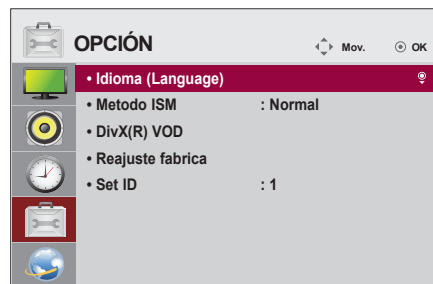 OPCIÓN
Mov. OK
• Idioma (Language)
• Metodo ISM : Normal
• DivX(R) VOD
• Reajuste fabrica
• Set ID : 1